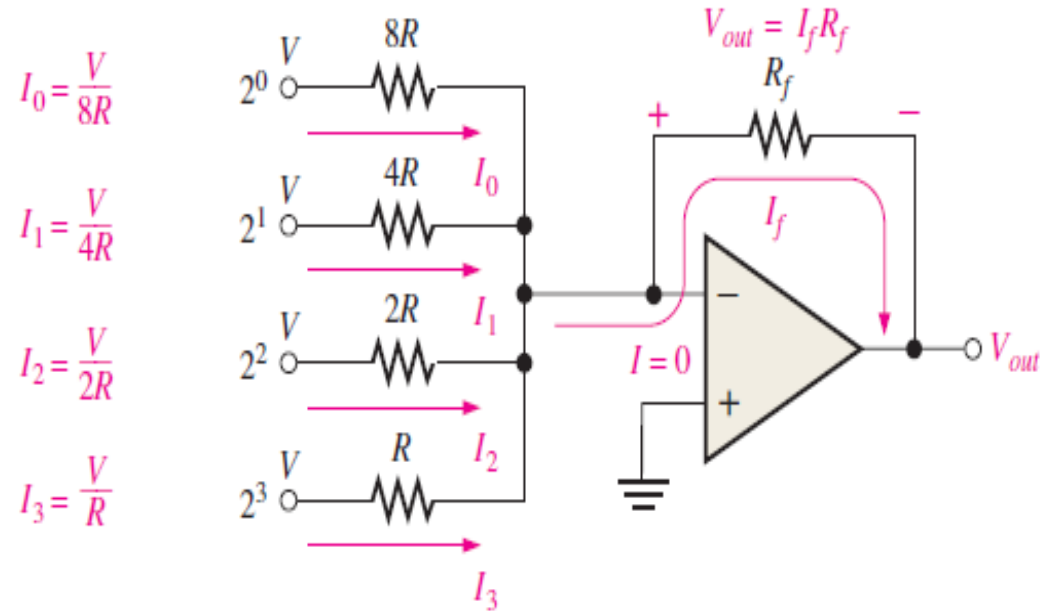 V_out = I_f R_f
I_0 = V/8R
2^0
V
8R
I_0
R_f
+
−
I_1 = V/4R
2^1
V
4R
I_1
I_f
−
I_2 = V/2R
2^2
V
2R
I_2
I = 0
+
V_out
I_3 = V/R
2^3
V
R
I_3